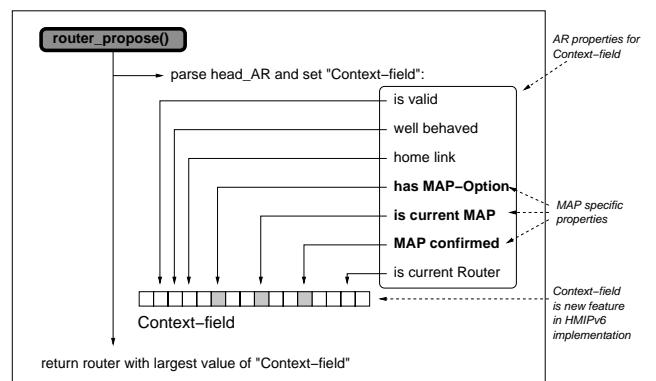 router_propose()
AR properties for
Context−field
parse head_AR and set "Context−field":
is valid
well behaved
home link
has MAP−Option
is current MAP
MAP confirmed
is current Router
MAP specific
properties
Context−field
is new feature
in HMIPv6
implementation
Context−field
return router with largest value of "Context−field"